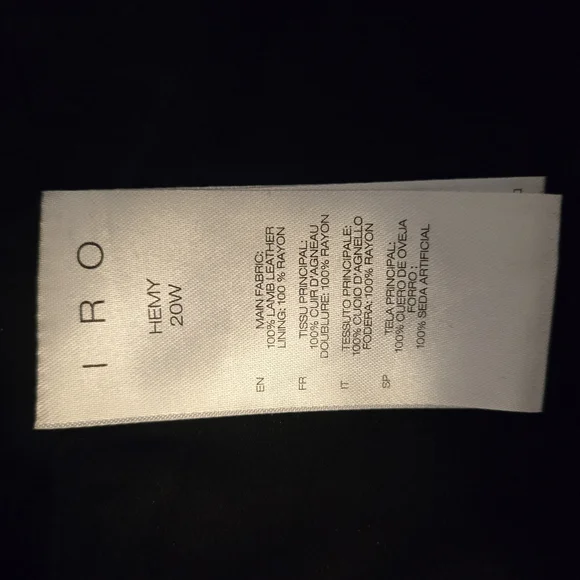 I R O
HEMY
20W
EN
MAIN FABRIC:
100% LAMB LEATHER
LINING: 100 % RAYON
FR
TISSU PRINCIPAL:
100% CUIR D'AGNEAU
DOUBLURE: 100% RAYON
IT
TESSUTO PRINCIPALE:
100% CUCIO D'AGNELLO
FODERA: 100% RAYON
SP
TELA PRINCIPAL:
100% CUERO DE OVEJA
FORRO :
100% SEDA ARTIFICIAL